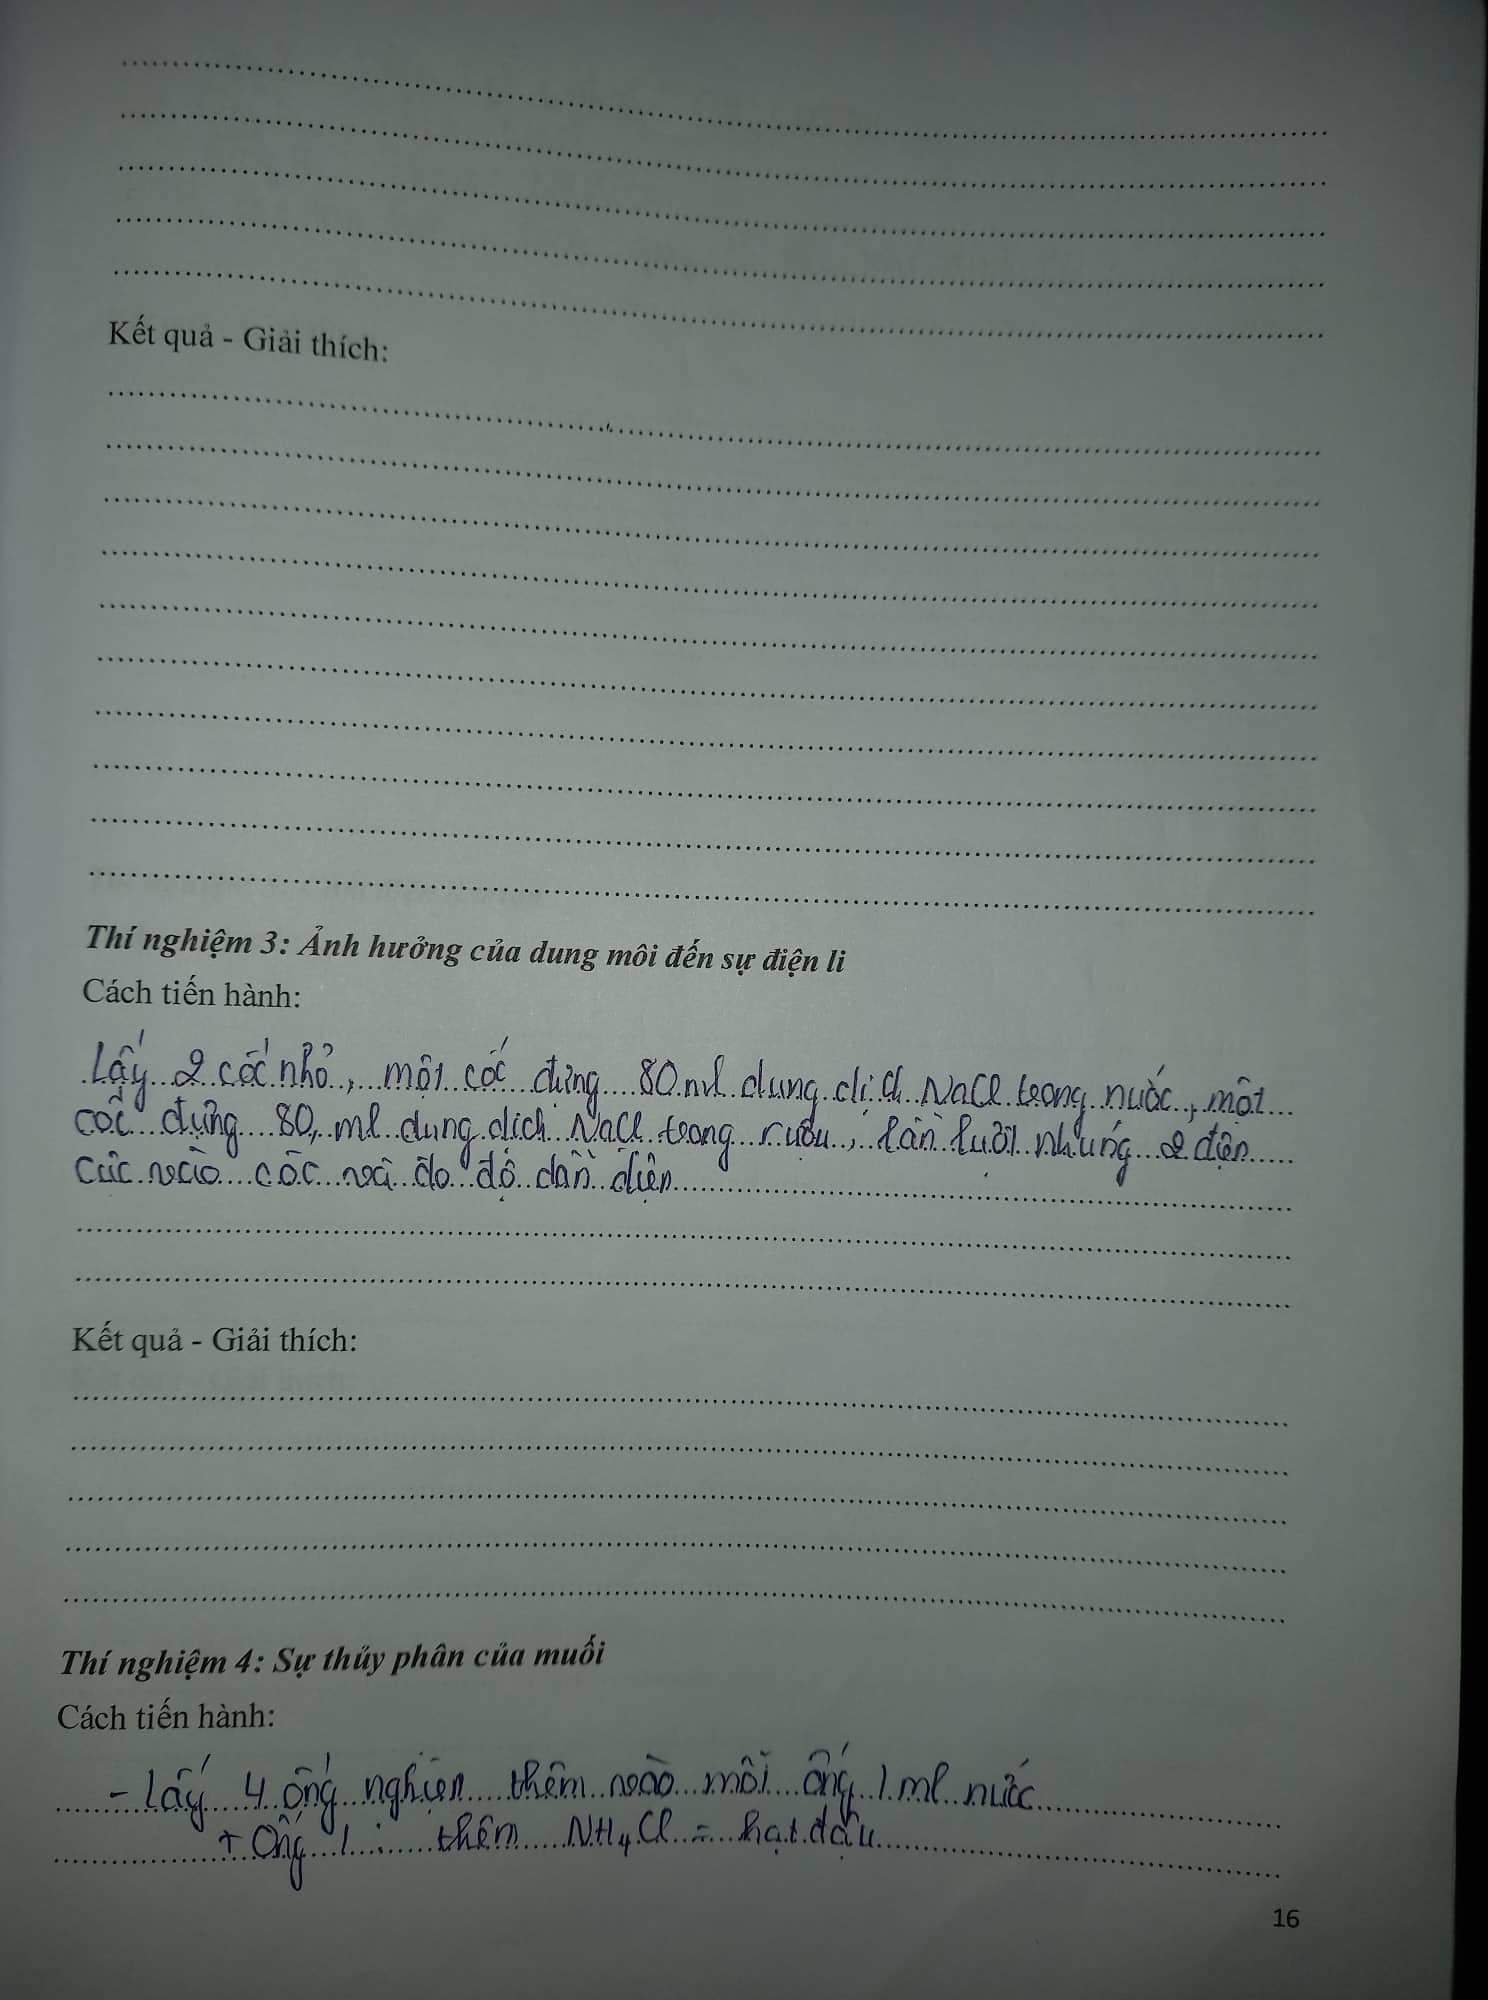 Kết quả - Giải thích:
Thí nghiệm 3: Ảnh hưởng của dung môi đến sự điện li
Cách tiến hành:
Lấy 2 cốc nhỏ, một cốc đựng 80 ml dung dịch NaCl trong nước, một
cốc đựng 80 ml dung dịch NaCl trong rượu, lần lượt nhúng 2 điện
cực vào cốc và đo độ dẫn điện
Kết quả - Giải thích:
Thí nghiệm 4: Sự thủy phân của muối
Cách tiến hành:
- Lấy 4 ống nghiệm thêm vào mỗi ống 1 ml nước
+ Ống 1 : thêm NH₄Cl = hạt đậu
16